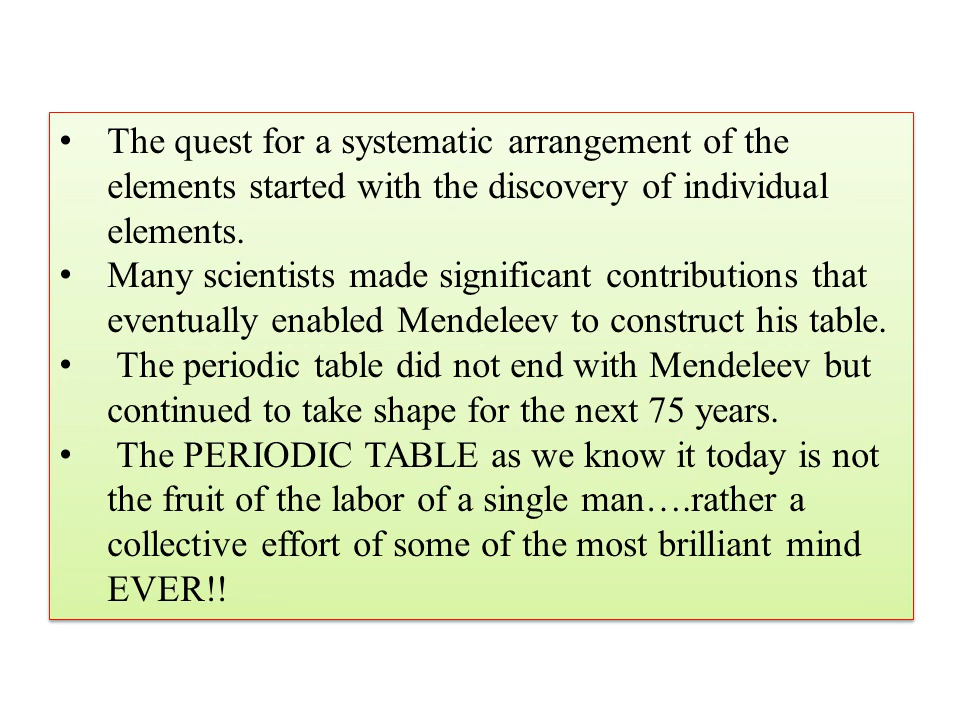 • The quest for a systematic arrangement of the
elements started with the discovery of individual
elements.
• Many scientists made significant contributions that
eventually enabled Mendeleev to construct his table.
• The periodic table did not end with Mendeleev but
continued to take shape for the next 75 years.
• The PERIODIC TABLE as we know it today is not
the fruit of the labor of a single man….rather a
collective effort of some of the most brilliant mind
EVER!!